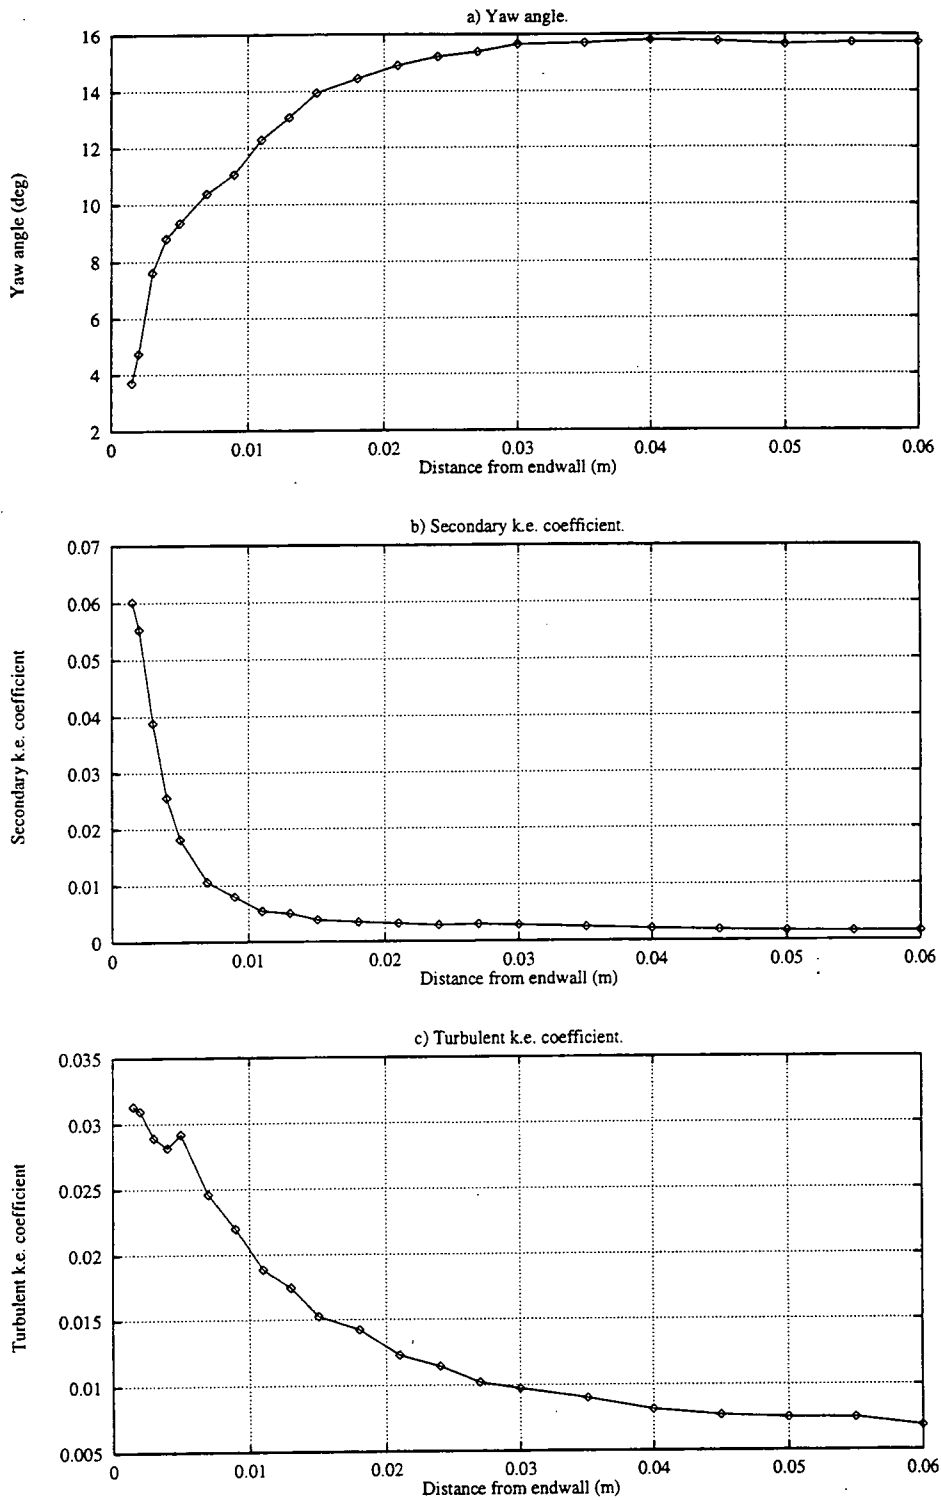 a) Yaw angle.
16
14
12
10
8
6
4
2
Yaw angle (deg)
0 0.01 0.02 0.03 0.04 0.05 0.06
Distance from endwall (m)
b) Secondary k.e. coefficient.
0.07
0.06
0.05
0.04
0.03
0.02
0.01
0
Secondary k.e. coefficient
0 0.01 0.02 0.03 0.04 0.05 0.06
Distance from endwall (m)
c) Turbulent k.e. coefficient.
0.035
0.03
0.025
0.02
0.015
0.01
0.005
Turbulent k.e. coefficient
0 0.01 0.02 0.03 0.04 0.05 0.06
Distance from endwall (m)